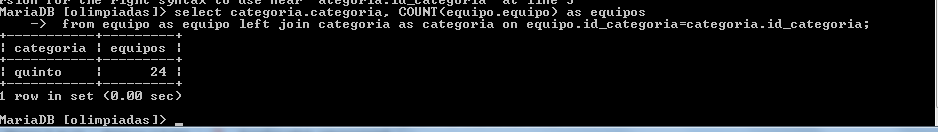 rsion for the right syntax to use near 'ategoria.id_categoria' at line 3
MariaDB [olimpiadas]> select categoria.categoria, COUNT(equipo.equipo) as equipos
    -> from equipo as equipo left join categoria as categoria on equipo.id_categoria=categoria.id_categoria;
+-----------+---------+
| categoria | equipos |
+-----------+---------+
| quinto    |      24 |
+-----------+---------+
1 row in set (0.00 sec)
MariaDB [olimpiadas]> _